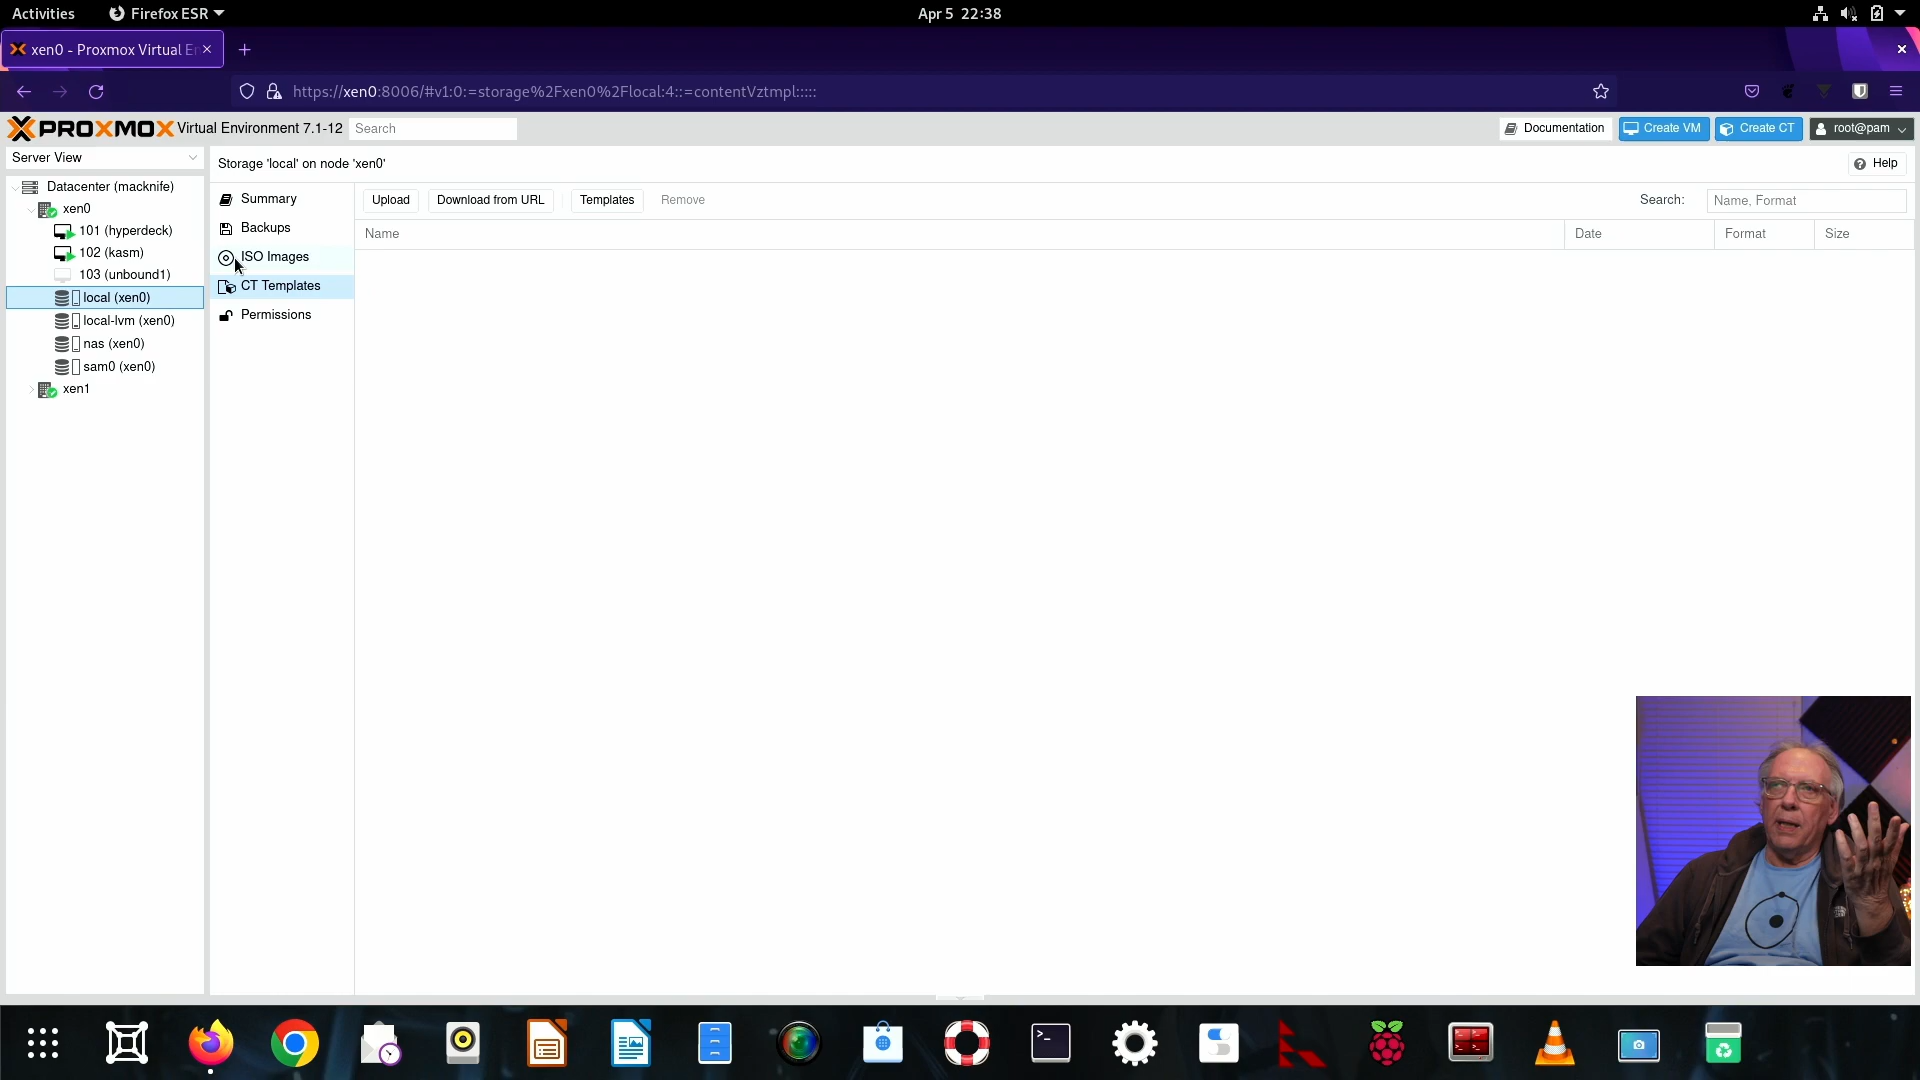 Activities
Firefox ESR
Apr 5 22:38
xen0 - Proxmox Virtual E
https://xen0:8006/#v1:0:=storage%2Fxen0%2Flocal:4::=contentVztmpl:::::
PROXMOX Virtual Environment 7.1-12
Search
Documentation
Create VM
Create CT
root@pam
Server View
Storage 'local' on node 'xen0'
Help
Datacenter (macknife)
xen0
101 (hyperdeck)
102 (kasm)
103 (unbound1)
local (xen0)
local-lvm (xen0)
nas (xen0)
sam0 (xen0)
xen1
Summary
Backups
ISO Images
CT Templates
Permissions
Upload
Download from URL
Templates
Remove
Search:
Name, Format
Name
Date
Format
Size